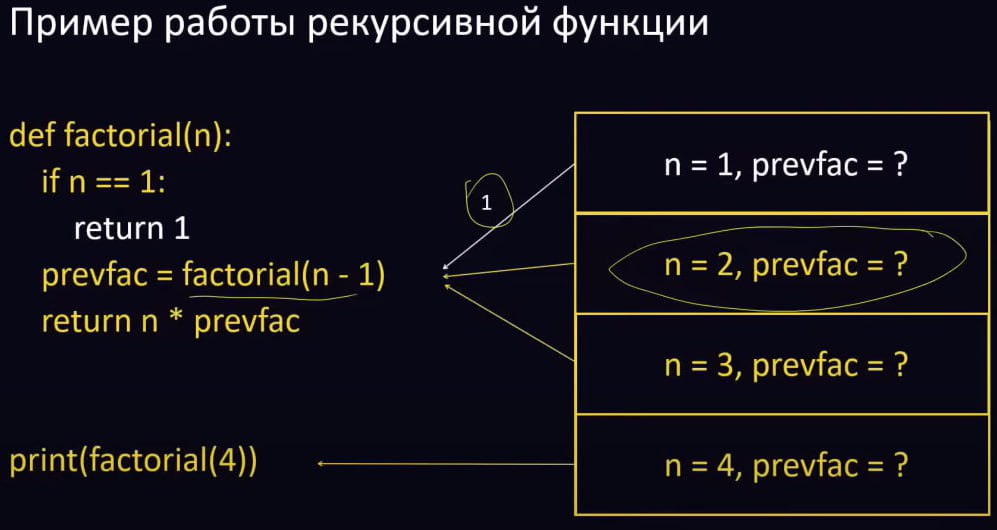 Пример работы рекурсивной функции
def factorial(n):
if n == 1:
return 1
prevfac = factorial(n - 1)
return n * prevfac
print(factorial(4))
1
n = 1, prevfac = ?
n = 2, prevfac = ?
n = 3, prevfac = ?
n = 4, prevfac = ?